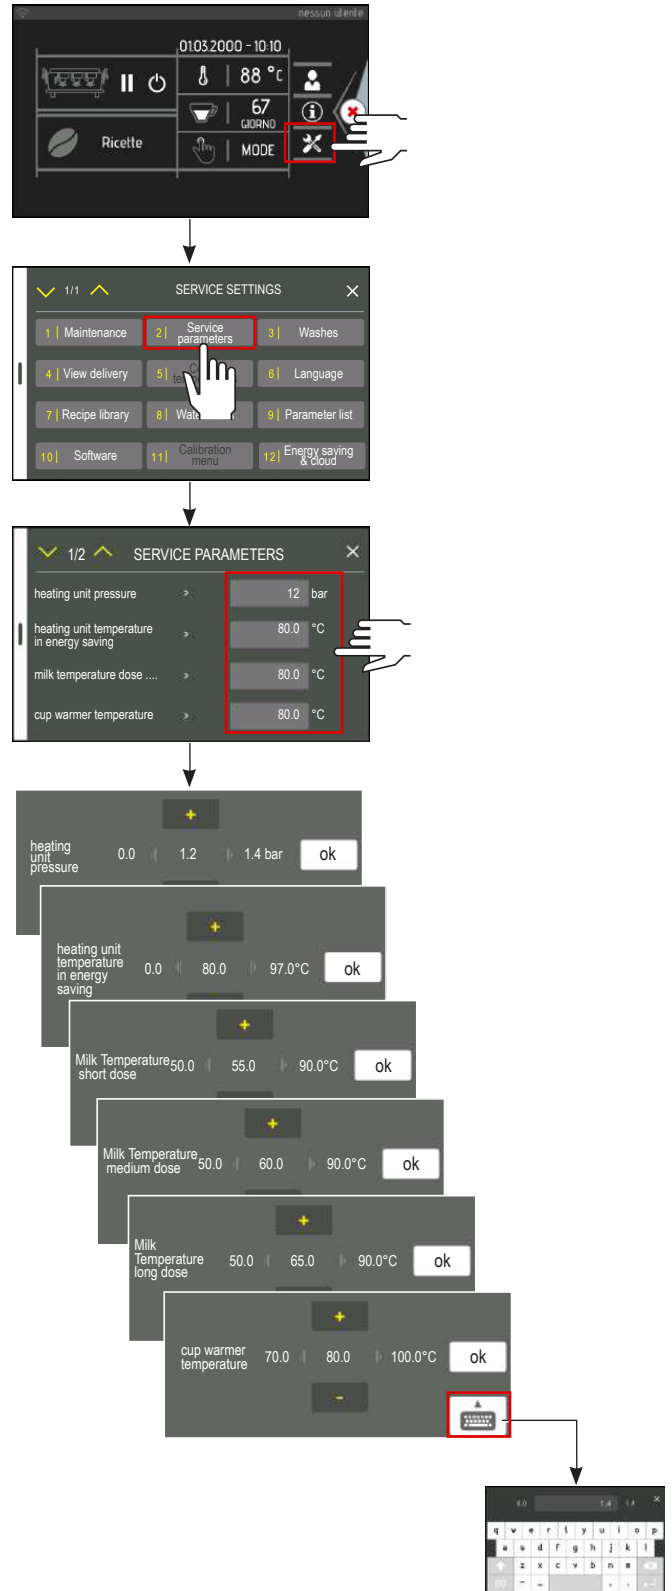 nessun utente
01.03.2000 - 10:10
88 °C
67
GIORNO
Ricette
MODE
1/1
SERVICE SETTINGS
1 | Maintenance
2 | Service parameters
3 | Washes
4 | View delivery
5 |
6 | Language
7 | Recipe library
8 |
9 | Parameter list
10 | Software
11 | Calibration menu
12 | Energy saving & cloud
1/2
SERVICE PARAMETERS
heating unit pressure
12 bar
heating unit temperature
in energy saving
80.0 °C
milk temperature dose ....
80.0 °C
cup warmer temperature
80.0 °C
+
heating
unit
pressure
0.0
1.2
1.4 bar
ok
+
heating unit
temperature
in energy
saving
0.0
80.0
97.0°C
ok
+
Milk Temperature
short dose
50.0
55.0
90.0°C
ok
+
Milk Temperature
medium dose
50.0
60.0
90.0°C
ok
+
Milk
Temperature
long dose
50.0
65.0
90.0°C
ok
+
cup warmer
temperature
70.0
80.0
100.0°C
ok
-
0.0
1.4
q w e r t y u i o p
a s d f g h j k l
z x c v b n m